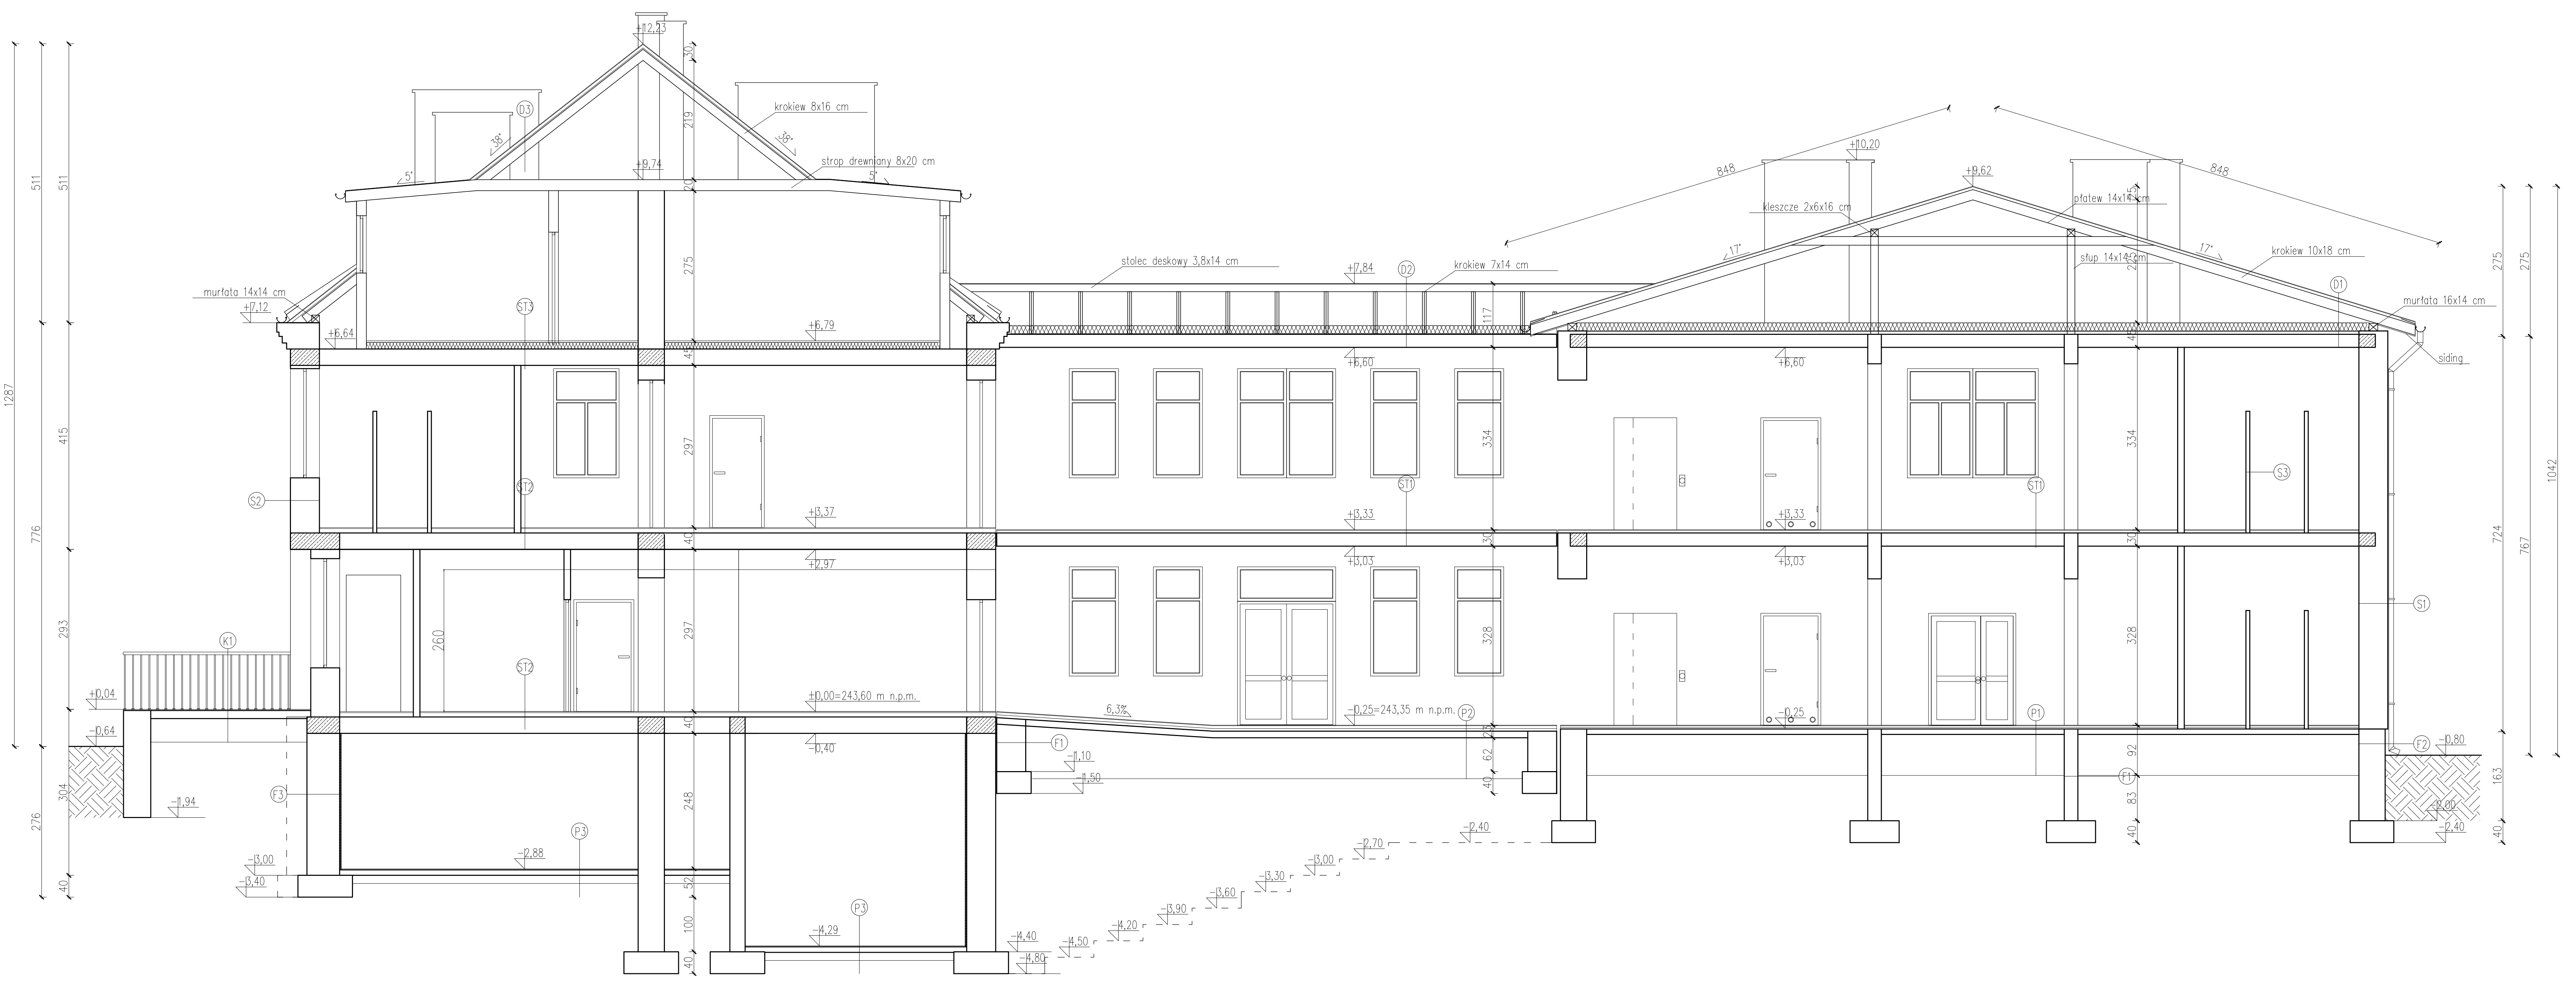 +12,23
30
D3
krokiew 8x16 cm
219
38°
38°
strop drewniany 8x20 cm
+9,74
5°
5°
20
848
848
+10,20
+9,62
kleszcze 2x6x16 cm
płatew 14x14 cm
17°
17°
słup 14x14 cm
krokiew 10x18 cm
511
511
275
stolec deskowy 3,8x14 cm
+7,84
D2
krokiew 7x14 cm
D1
275
275
murłata 14x14 cm
+7,12
ST3
murłata 16x14 cm
+6,64
+6,79
117
45
45
+6,60
+6,60
siding
1287
415
297
334
334
1042
S2
ST2
ST1
ST1
S3
+3,37
+3,33
+3,33
776
40
30
30
724
767
+2,97
+3,03
+3,03
293
260
297
328
328
S1
K1
ST2
+0,04
±0,00=243,60 m n.p.m.
6,3%
-0,25=243,35 m n.p.m.
P2
-0,25
P1
-0,64
40
-0,40
F1
23
62
92
F2
-0,80
-1,10
-1,50
40
F1
F3
304
248
-1,94
83
163
-2,00
276
P3
-2,40
40
40
-2,40
-2,88
-2,70
-3,00
-3,00
40
-3,40
52
-3,30
-3,60
P3
100
-3,90
-4,20
-4,29
-4,40
-4,50
40
-4,80